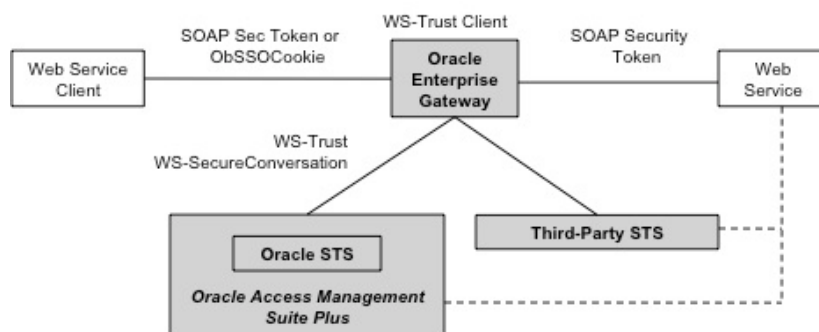 WS-Trust Client
SOAP Sec Token or
ObSSOCookie
SOAP Security
Token
Web Service
Client
Oracle
Enterprise
Gateway
Web
Service
WS-Trust
WS-SecureConversation
Third-Party STS
Oracle STS
Oracle Access Management
Suite Plus